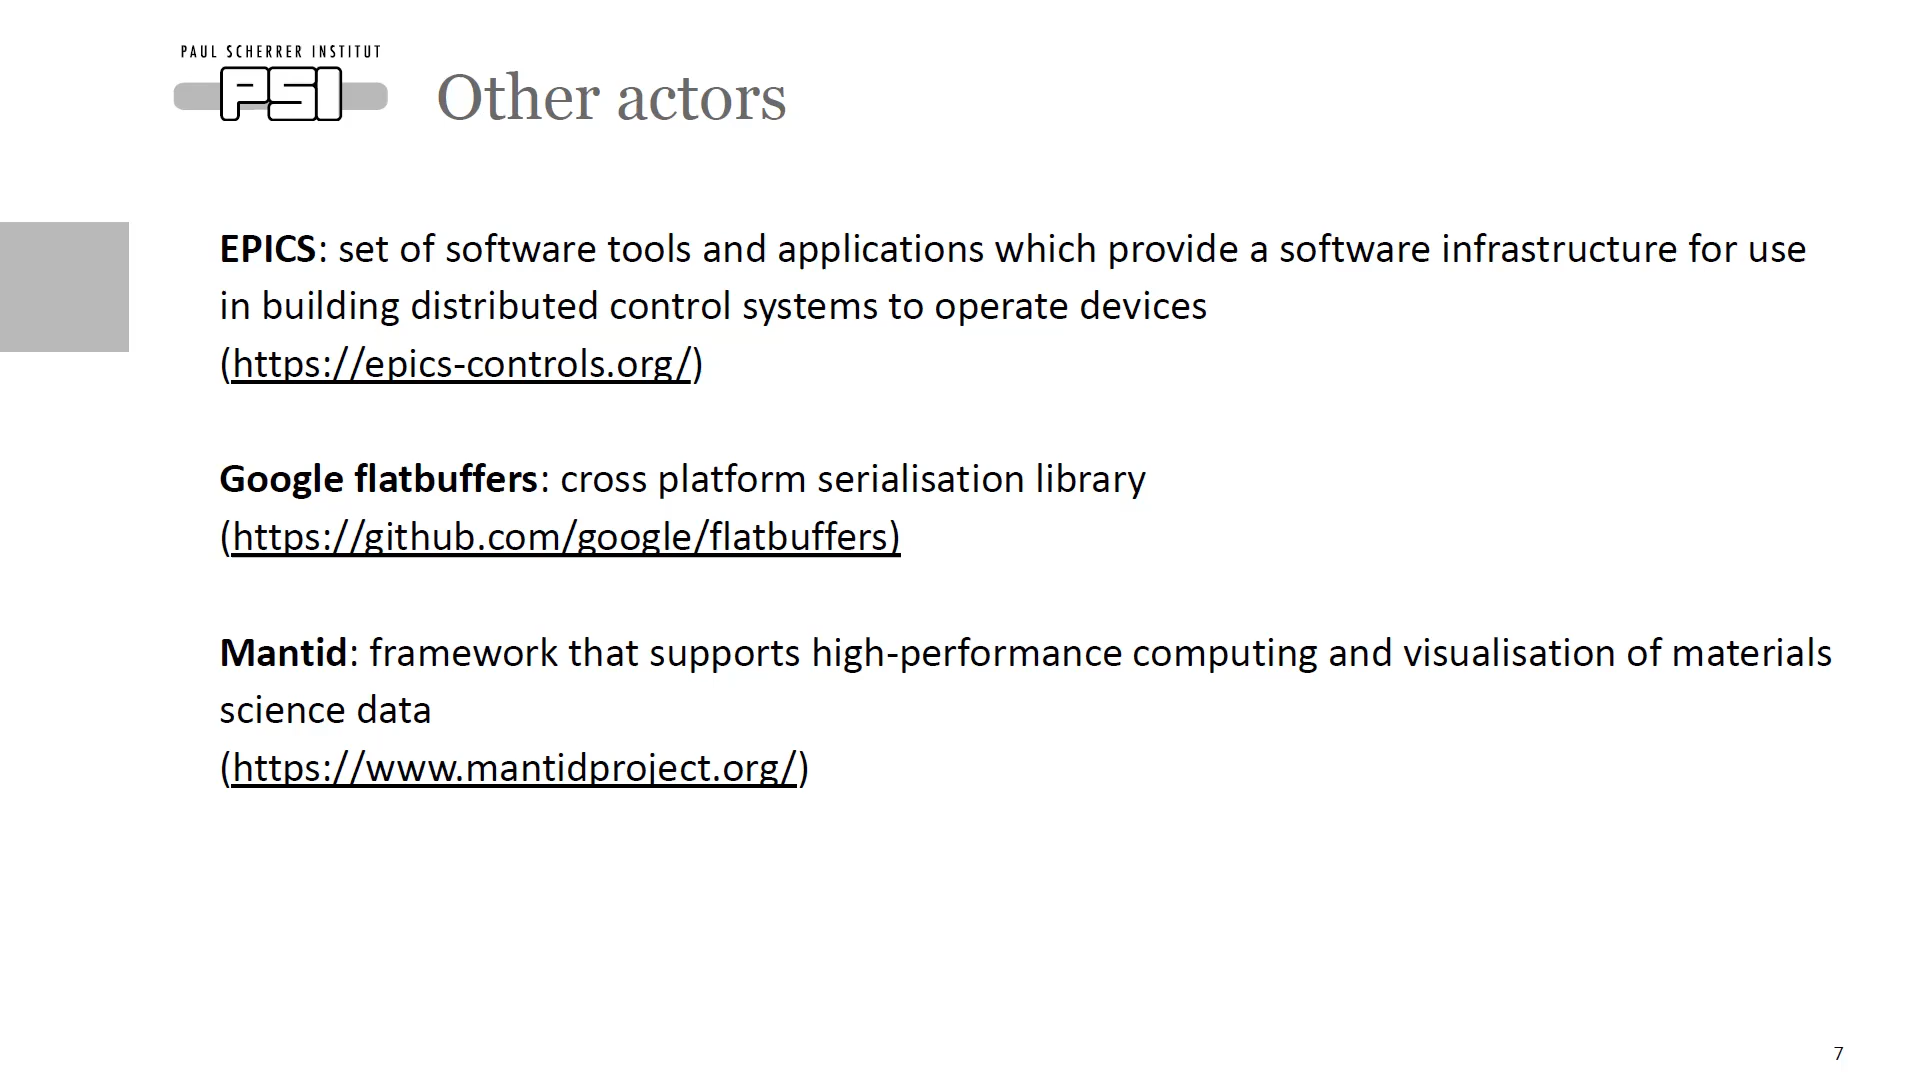 PAUL SCHERRER INSTITUT
PSI
Other actors
EPICS: set of software tools and applications which provide a software infrastructure for use
in building distributed control systems to operate devices
(https://epics-controls.org/)
Google flatbuffers: cross platform serialisation library
(https://github.com/google/flatbuffers)
Mantid: framework that supports high-performance computing and visualisation of materials
science data
(https://www.mantidproject.org/)
7